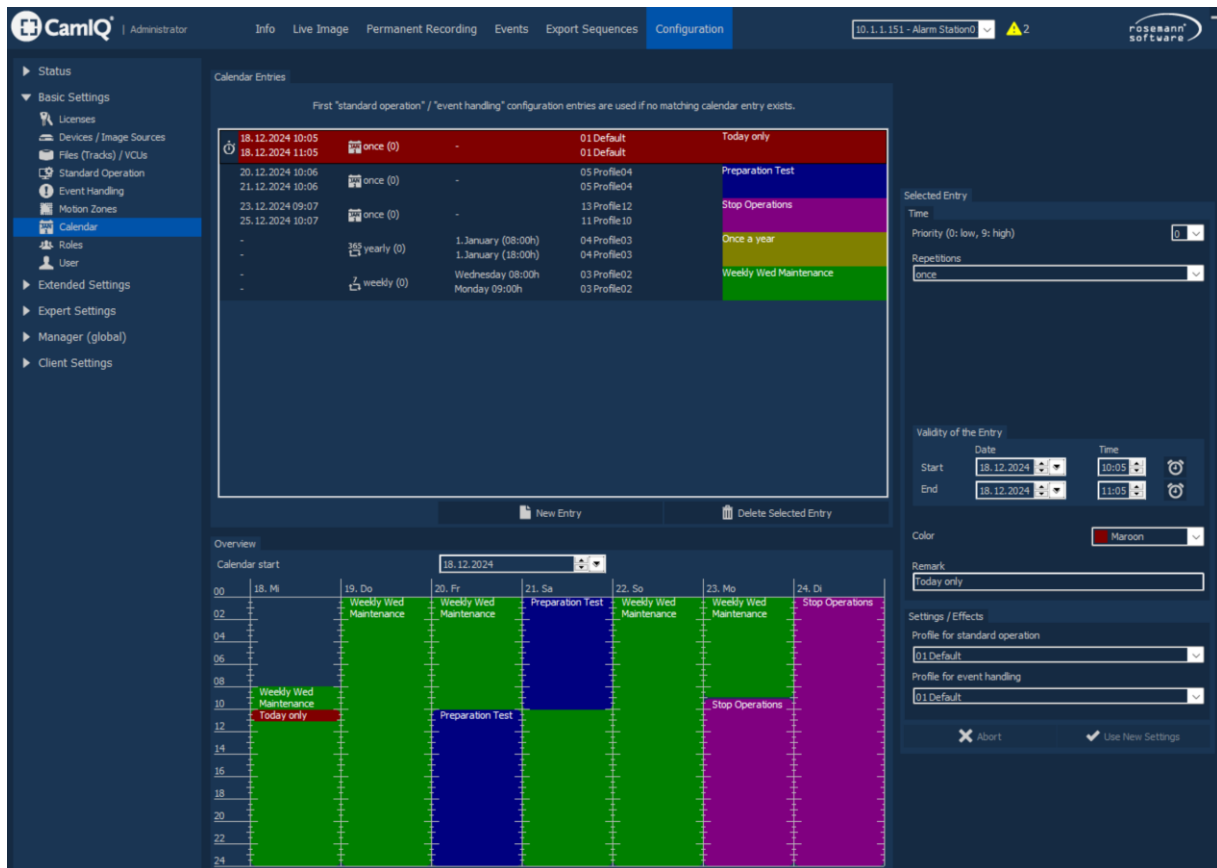 CamIQ | Administrator
Info Live Image Permanent Recording Events Export Sequences Configuration
10.1.1.151 - Alarm Station0
2
rosemann
software
Status
Basic Settings
Licenses
Devices / Image Sources
Files (Tracks) / VCUs
Standard Operation
Event Handling
Motion Zones
Calendar
Roles
User
Extended Settings
Expert Settings
Manager (global)
Client Settings
Calendar Entries
First "standard operation" / "event handling" configuration entries are used if no matching calendar entry exists.
18.12.2024 10:05 once (0) - 01 Default Today only
18.12.2024 11:05 01 Default
20.12.2024 10:06 once (0) - 05 Profile04 Preparation Test
21.12.2024 10:06 05 Profile04
23.12.2024 09:07 once (0) - 13 Profile12 Stop Operations
25.12.2024 10:07 11 Profile10
- 365 yearly (0) 1.January (08:00h) 04 Profile03 Once a year
- 1.January (18:00h) 04 Profile03
- 7 weekly (0) Wednesday 08:00h 03 Profile02 Weekly Wed Maintenance
- Monday 09:00h 03 Profile02
New Entry Delete Selected Entry
Overview
Calendar start 18.12.2024
00 18. Mi 19. Do 20. Fr 21. Sa 22. So 23. Mo 24. Di
Weekly Wed Weekly Wed Preparation Test Weekly Wed Weekly Wed Stop Operations
02 Maintenance Maintenance Maintenance Maintenance
04
06
08
Weekly Wed
10 Maintenance Stop Operations
Today only Preparation Test
12
14
16
18
20
22
24
Selected Entry
Time
Priority (0: low, 9: high) 0
Repetitions
once
Validity of the Entry
Date Time
Start 18.12.2024 10:05
End 18.12.2024 11:05
Color Maroon
Remark
Today only
Settings / Effects
Profile for standard operation
01 Default
Profile for event handling
01 Default
Abort Use New Settings